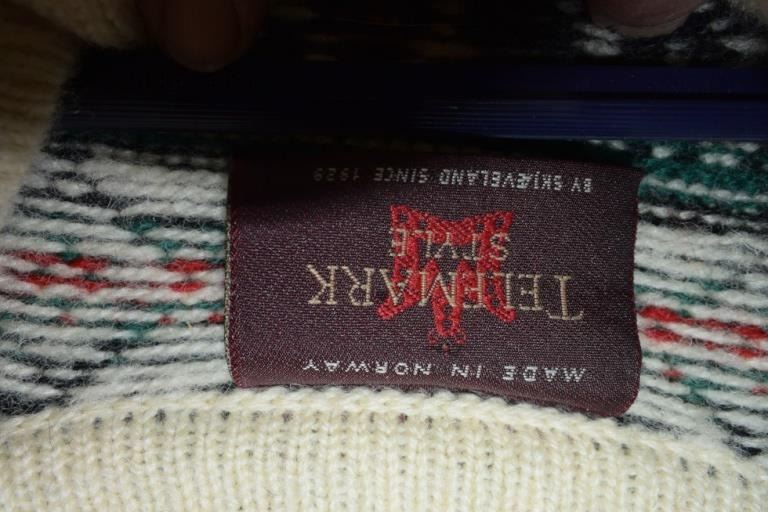 MADE IN NORWAY
TELEMARK
STYLE
BY SKJÆVELAND SINCE 1929